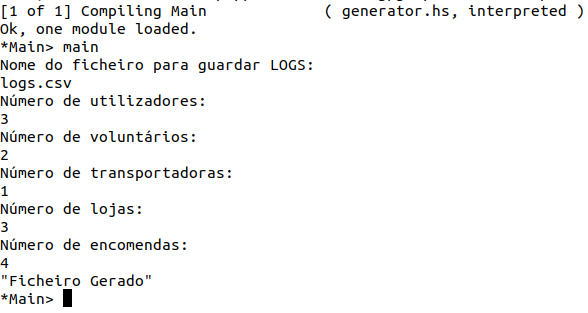 [1 of 1] Compiling Main             ( generator.hs, interpreted )
Ok, one module loaded.
*Main> main
Nome do ficheiro para guardar LOGS:
logs.csv
Número de utilizadores:
3
Número de voluntários:
2
Número de transportadoras:
1
Número de lojas:
3
Número de encomendas:
4
"Ficheiro Gerado"
*Main>